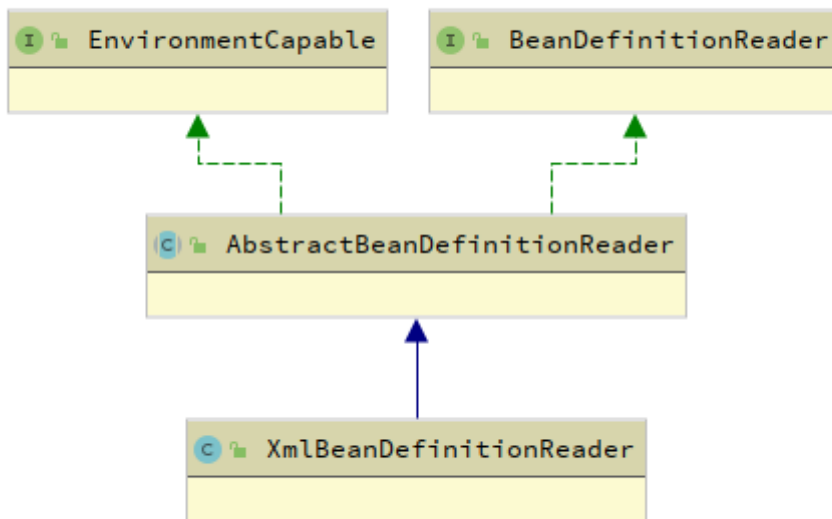 I EnvironmentCapable
I BeanDefinitionReader
C AbstractBeanDefinitionReader
C XmlBeanDefinitionReader